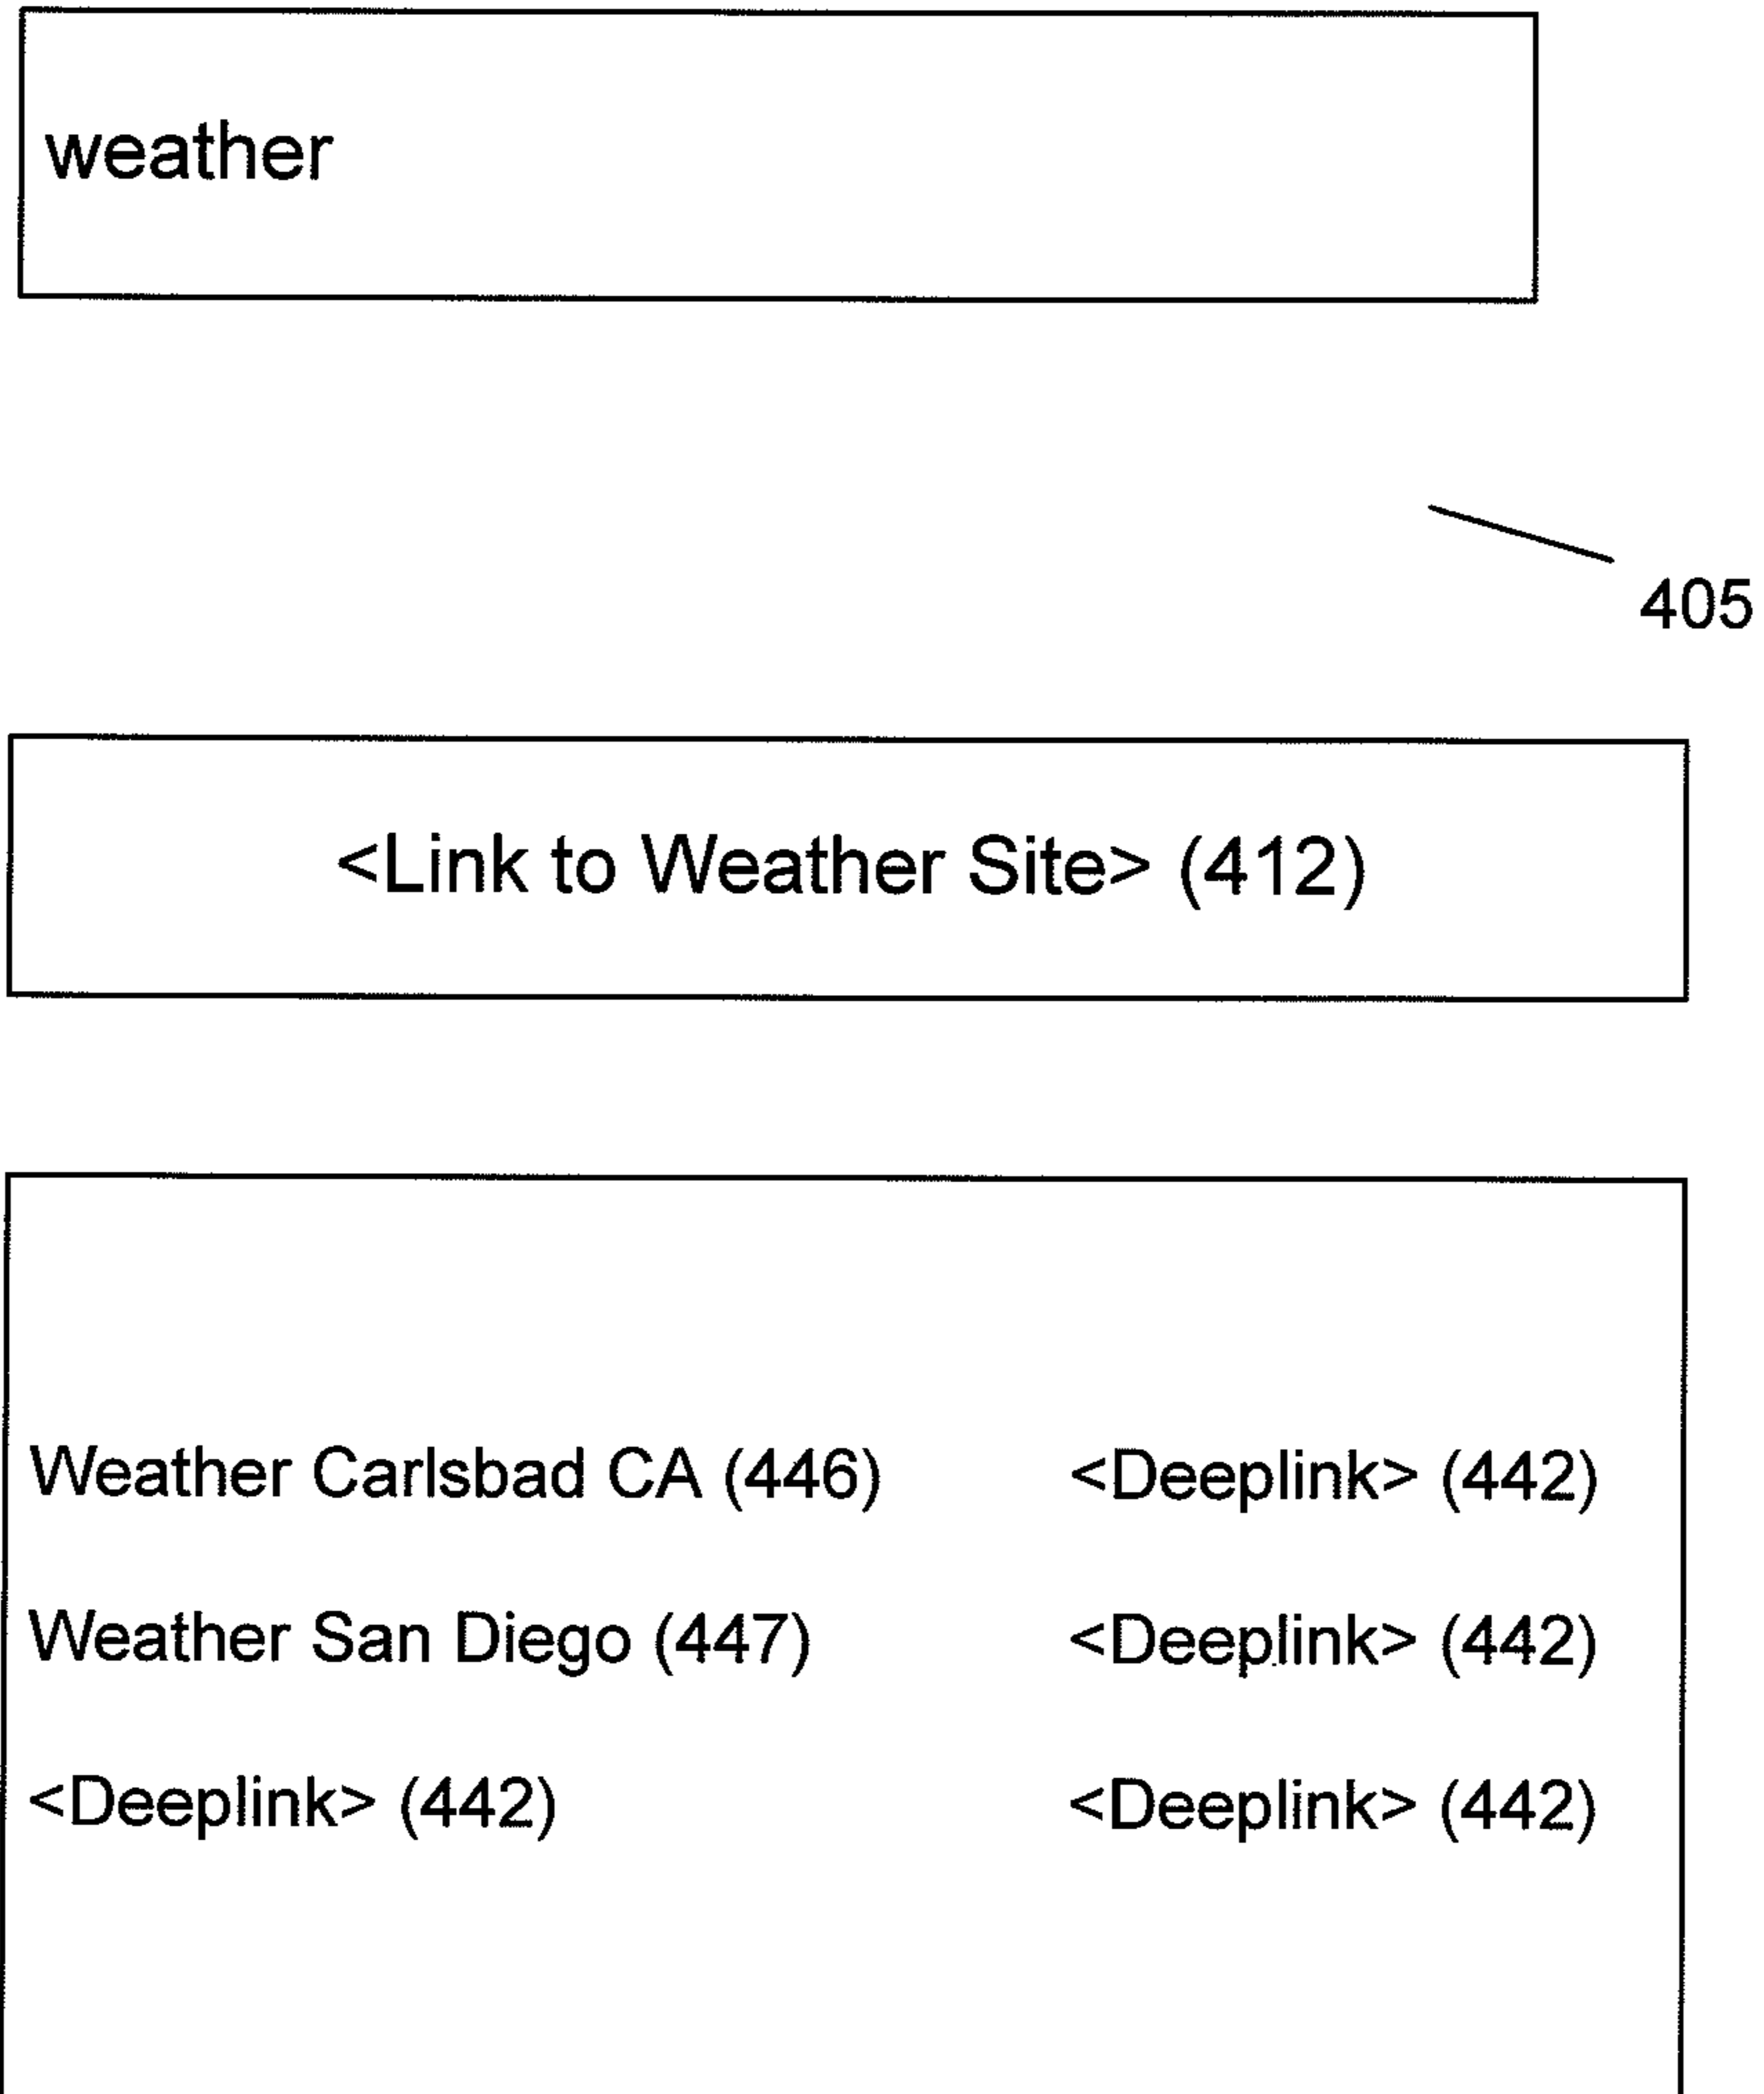 weather
405
<Link to Weather Site> (412)
Weather Carlsbad CA (446) <Deeplink> (442)
Weather San Diego (447) <Deeplink> (442)
<Deeplink> (442) <Deeplink> (442)